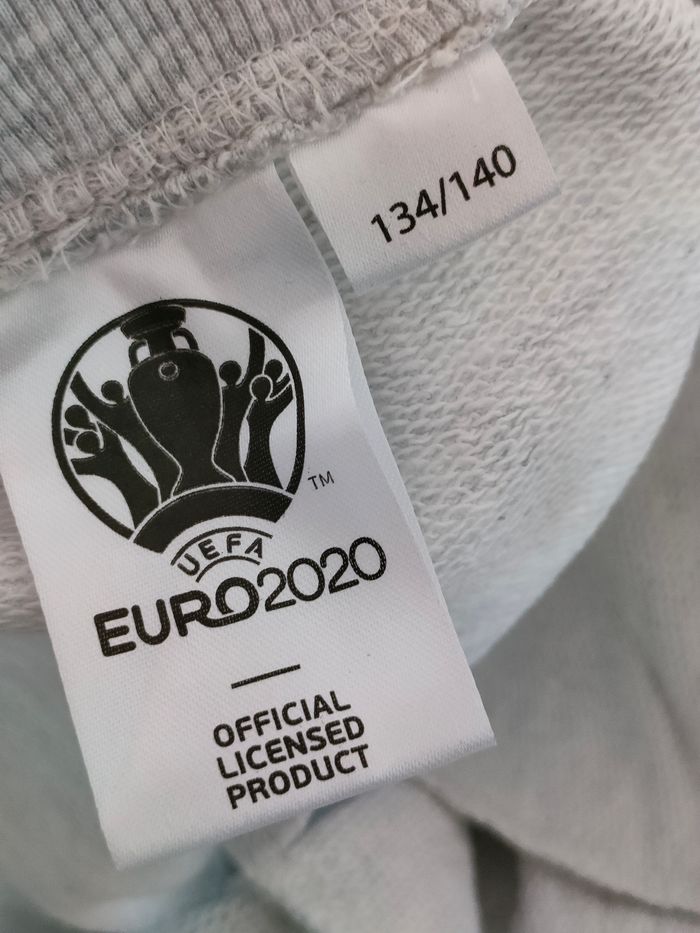 134/140
TM
UEFA
EURO2020
OFFICIAL
LICENSED
PRODUCT